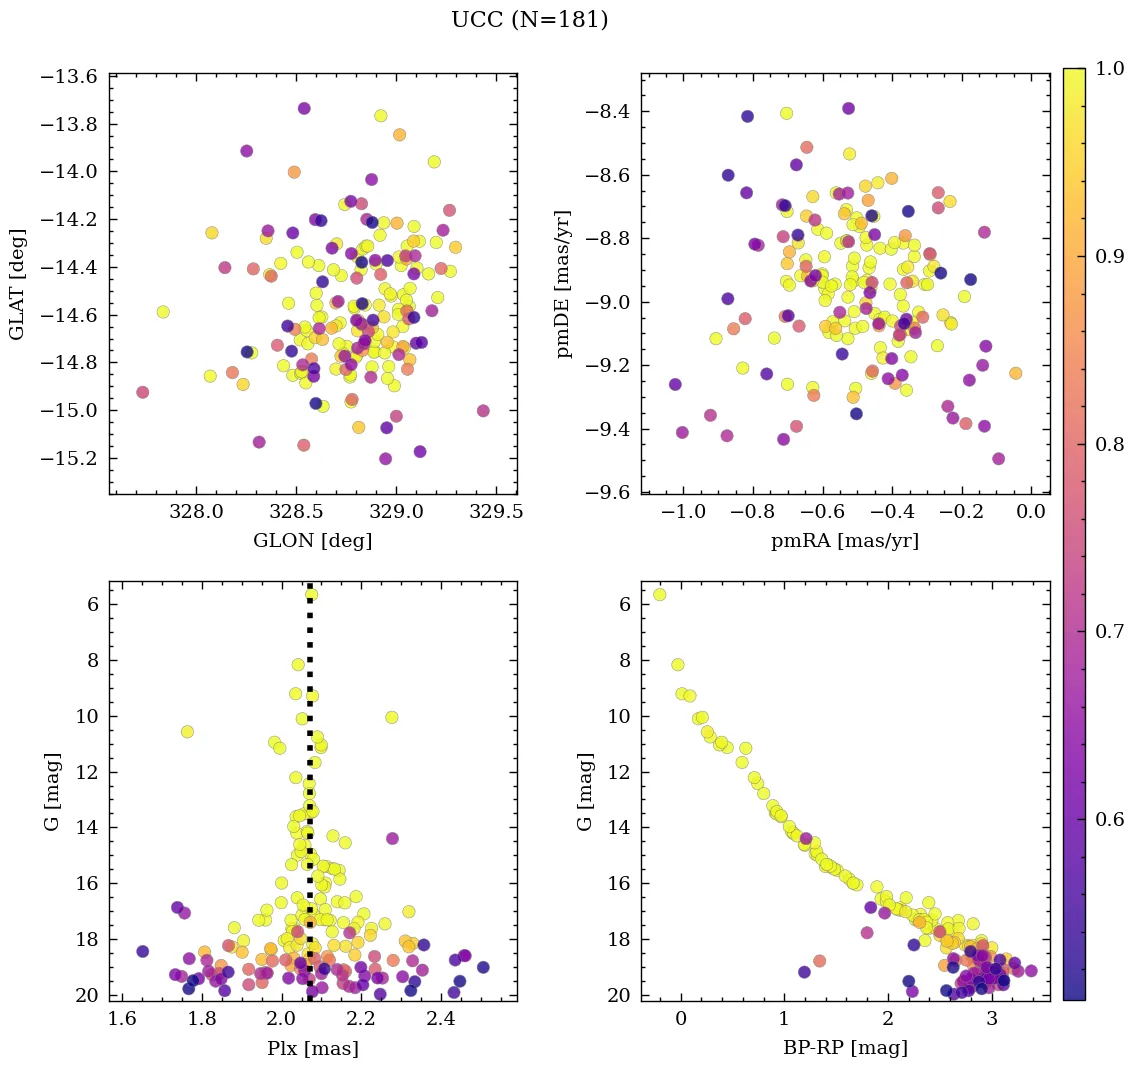 UCC (N=181)
−13.6
−13.8
−14.0
−14.2
−14.4
−14.6
−14.8
−15.0
−15.2
GLAT [deg]
328.0 328.5 329.0 329.5
GLON [deg]
−8.4
−8.6
−8.8
−9.0
−9.2
−9.4
−9.6
pmDE [mas/yr]
−1.0 −0.8 −0.6 −0.4 −0.2 0.0
pmRA [mas/yr]
6
8
10
12
14
16
18
20
G [mag]
1.6 1.8 2.0 2.2 2.4
Plx [mas]
6
8
10
12
14
16
18
20
G [mag]
0 1 2 3
BP-RP [mag]
1.0
0.9
0.8
0.7
0.6